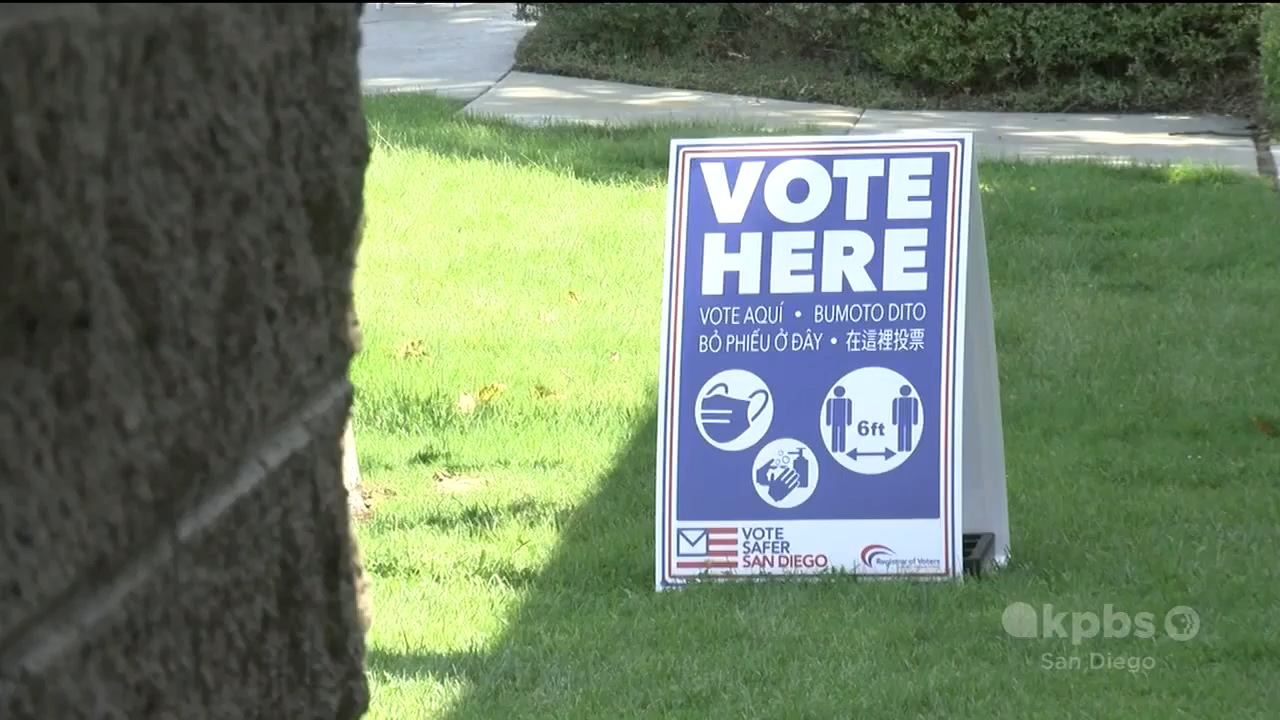 VOTE
HERE
VOTE AQUÍ • BUMOTO DITO
BỎ PHIẾU Ở ĐÂY • 在這裡投票
6ft
VOTE
SAFER
SAN DIEGO
Registrar of Voters
kpbs
San Diego